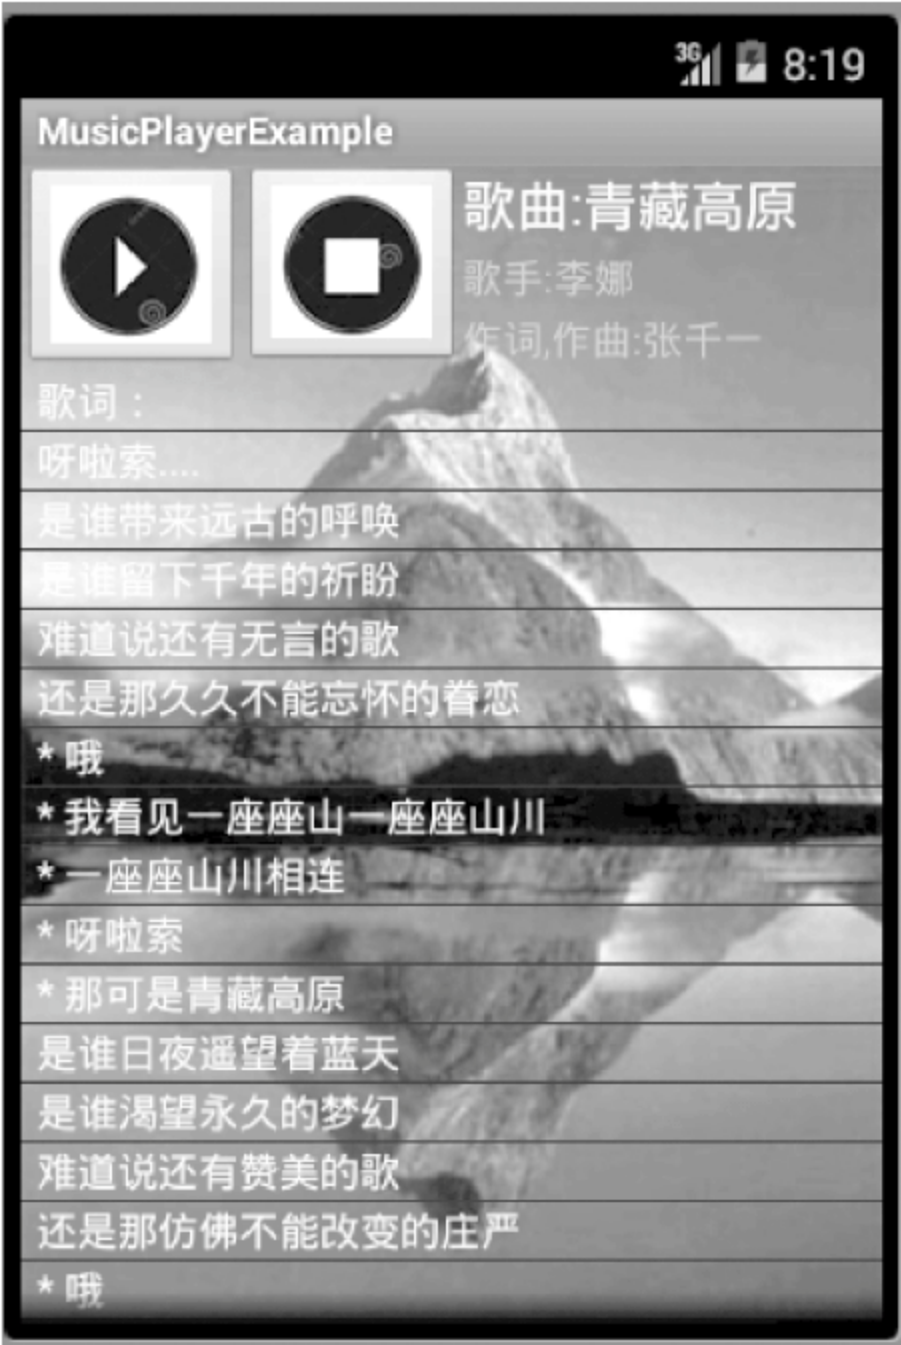 3G 8:19
MusicPlayerExample
歌曲:青藏高原
歌手:李娜
作词,作曲:张千一
歌词：
呀啦索....
是谁带来远古的呼唤
是谁留下千年的祈盼
难道说还有无言的歌
还是那久久不能忘怀的眷恋
* 哦
* 我看见一座座山一座座山川
* 一座座山川相连
* 呀啦索
* 那可是青藏高原
是谁日夜遥望着蓝天
是谁渴望永久的梦幻
难道说还有赞美的歌
还是那仿佛不能改变的庄严
* 哦